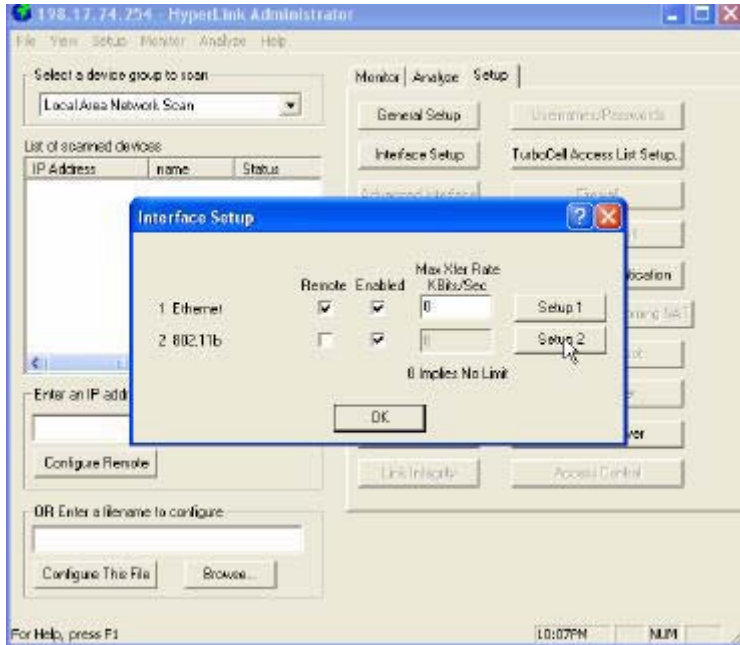 198.17.74.254 - HyperLink Administrator
File View Setup Monitor Analyze Help
Select a device group to scan
Local Area Network Scan
List of scanned devices
IP Address name Status
Monitor Analyze Setup
General Setup Usernames/Passwords
Interface Setup TurboCell Access List Setup..
Advanced Interface Firewall
Interface Setup
Remote Enabled Max Xfer Rate KBits/Sec
1 Ethernet 0 Setup 1
2 802.11b 0 Setup 2
0 Implies No Limit
OK
Enter an IP addr
Configure Remote
Link Integrity Access Control
OR Enter a filename to configure
Configure This File Browse...
For Help, press F1 10:07PM NUM